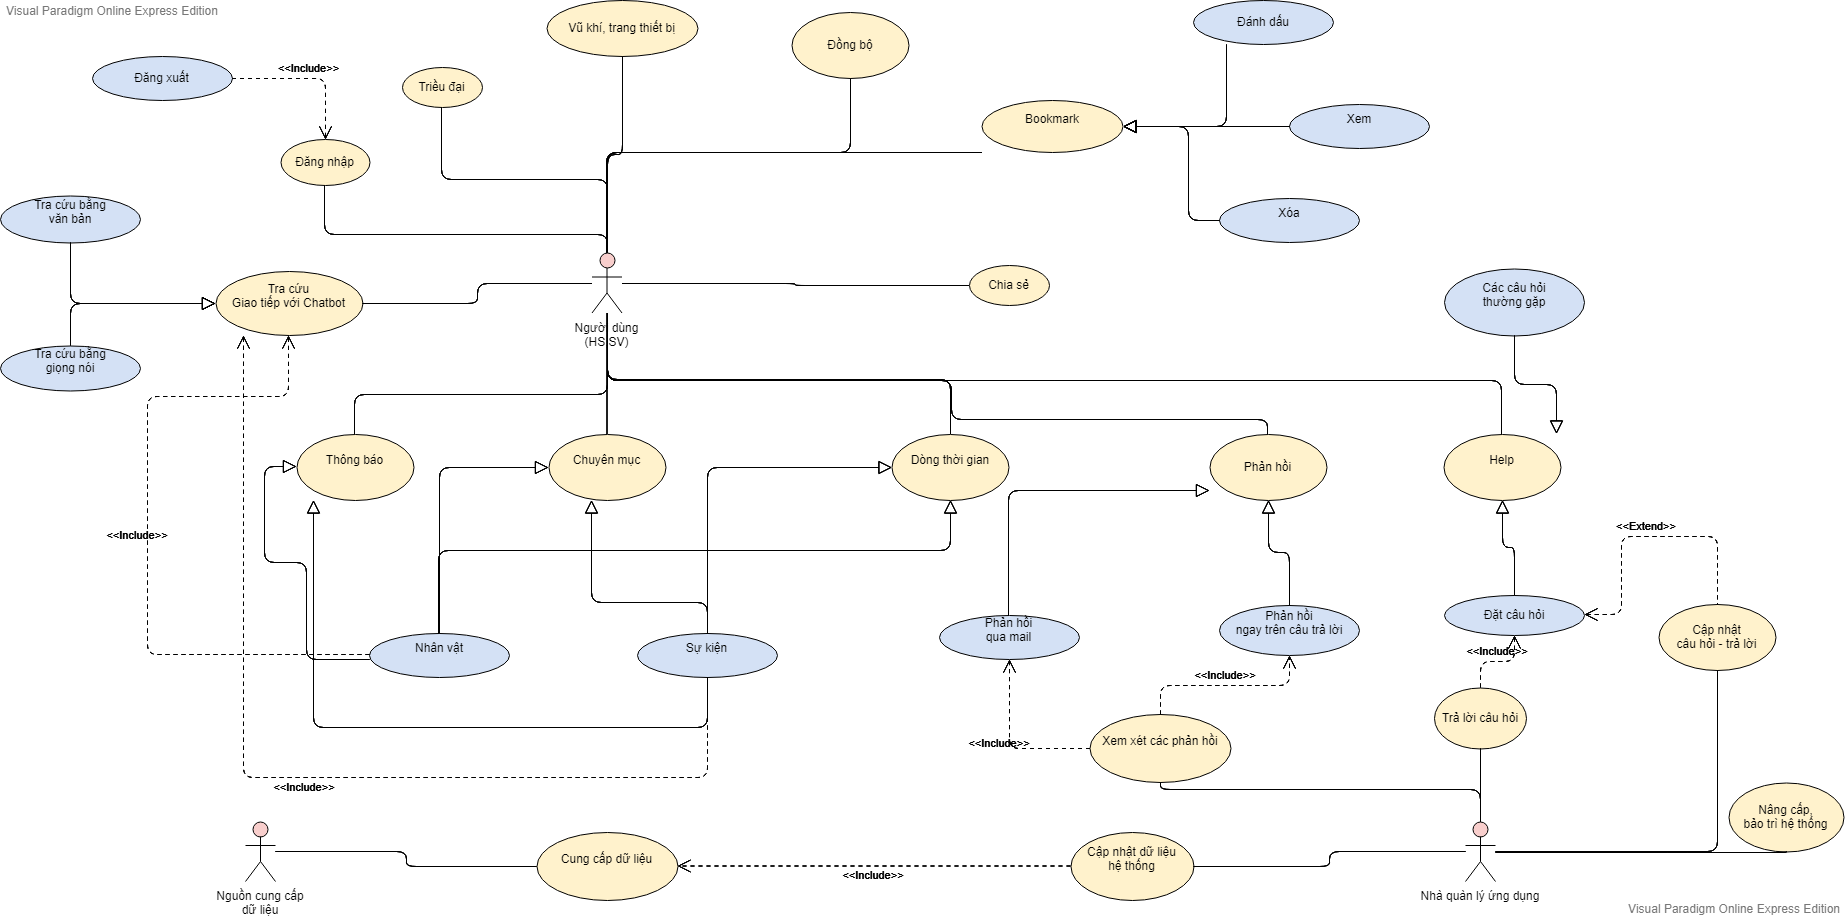 Visual Paradigm Online Express Edition
Vũ khí, trang thiết bị
Đánh dấu
Đồng bộ
Đăng xuất
<<Include>>
Triều đại
Bookmark
Xem
Đăng nhập
Tra cứu bằng
văn bản
Xóa
Tra cứu
Giao tiếp với Chatbot
Chia sẻ
Các câu hỏi
thường gặp
Người dùng
(HS SV)
Tra cứu bằng
giọng nói
Thông báo
Chuyên mục
Dòng thời gian
Phản hồi
Help
<<Include>>
<<Extend>>
Phản hồi
qua mail
Phản hồi
ngay trên câu trả lời
Đặt câu hỏi
Cập nhật
câu hỏi - trả lời
Nhân vật
Sự kiện
<<Include>>
<<Include>>
Trả lời câu hỏi
Xem xét các phản hồi
<<Include>>
<<Include>>
Nâng cấp,
bảo trì hệ thống
Cung cấp dữ liệu
Cập nhật dữ liệu
hệ thống
<<Include>>
Nguồn cung cấp
dữ liệu
Nhà quản lý ứng dụng
Visual Paradigm Online Express Edition